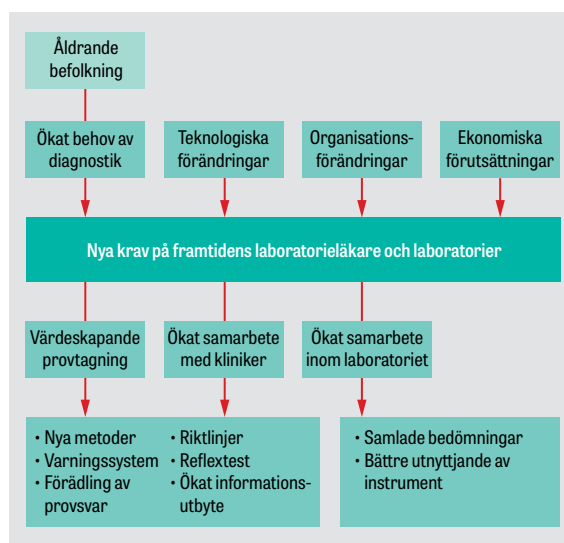 Åldrande
befolkning
Ökat behov av
diagnostik
Teknologiska
förändringar
Organisations-
förändringar
Ekonomiska
förutsättningar
Nya krav på framtidens laboratorieläkare och laboratorier
Värdeskapande
provtagning
Ökat samarbete
med kliniker
Ökat samarbete
inom laboratoriet
• Nya metoder
• Varningssystem
• Förädling av
provsvar
• Riktlinjer
• Reflextest
• Ökat informations-
utbyte
• Samlade bedömningar
• Bättre utnyttjande av
instrument